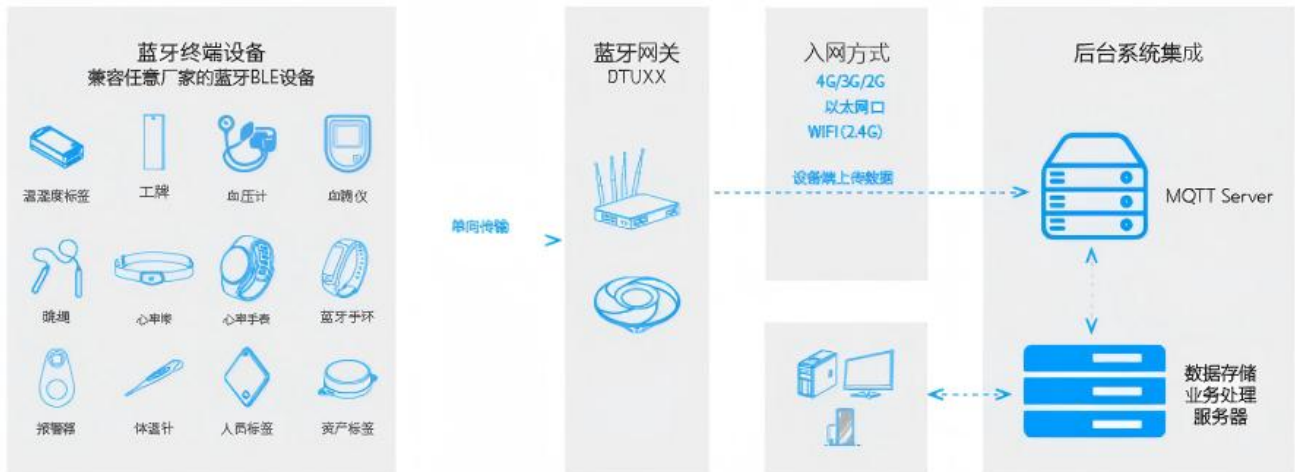 蓝牙终端设备
兼容任意厂家的蓝牙BLE设备
温湿度标签
工牌
血压计
血糖仪
跳绳
心率带
心率手表
蓝牙手环
报警器
体温计
人员标签
资产标签
单向传输
蓝牙网关
DTUXX
入网方式
4G/3G/2G
以太网口
WIFI(2.4G)
设备端上传数据
后台系统集成
MQTT Server
数据存储
业务处理
服务器